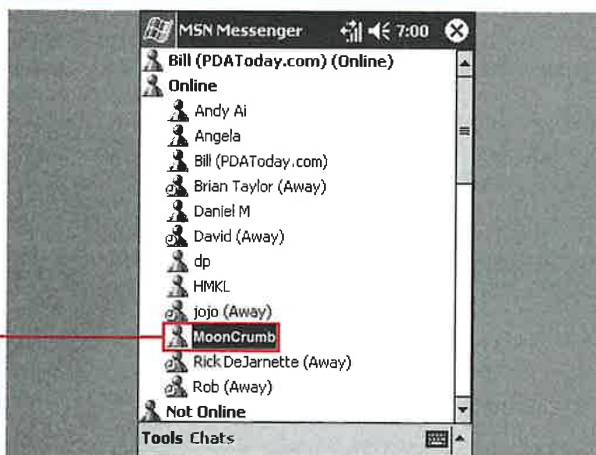 MSN Messenger 7:00
Bill (PDAToday.com) (Online)
Online
Andy Ai
Angela
Bill (PDAToday.com)
Brian Taylor (Away)
Daniel M
David (Away)
dp
HMKL
jojo (Away)
MoonCrumb
Rick DeJarnette (Away)
Rob (Away)
Not Online
Tools Chats